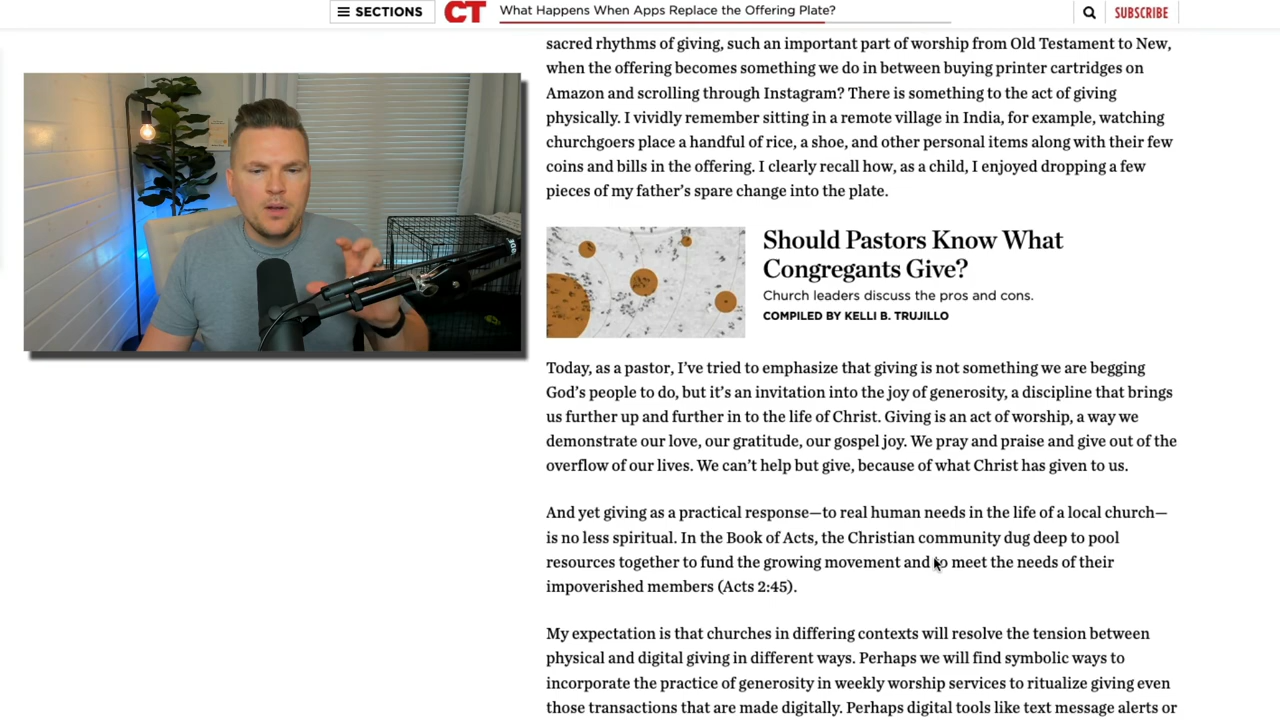 SECTIONS
CT
What Happens When Apps Replace the Offering Plate?
SUBSCRIBE
sacred rhythms of giving, such an important part of worship from Old Testament to New,
when the offering becomes something we do in between buying printer cartridges on
Amazon and scrolling through Instagram? There is something to the act of giving
physically. I vividly remember sitting in a remote village in India, for example, watching
churchgoers place a handful of rice, a shoe, and other personal items along with their few
coins and bills in the offering. I clearly recall how, as a child, I enjoyed dropping a few
pieces of my father’s spare change into the plate.
Should Pastors Know What
Congregants Give?
Church leaders discuss the pros and cons.
COMPILED BY KELLI B. TRUJILLO
Today, as a pastor, I’ve tried to emphasize that giving is not something we are begging
God’s people to do, but it’s an invitation into the joy of generosity, a discipline that brings
us further up and further in to the life of Christ. Giving is an act of worship, a way we
demonstrate our love, our gratitude, our gospel joy. We pray and praise and give out of the
overflow of our lives. We can’t help but give, because of what Christ has given to us.
And yet giving as a practical response—to real human needs in the life of a local church—
is no less spiritual. In the Book of Acts, the Christian community dug deep to pool
resources together to fund the growing movement and to meet the needs of their
impoverished members (Acts 2:45).
My expectation is that churches in differing contexts will resolve the tension between
physical and digital giving in different ways. Perhaps we will find symbolic ways to
incorporate the practice of generosity in weekly worship services to ritualize giving even
those transactions that are made digitally. Perhaps digital tools like text message alerts or